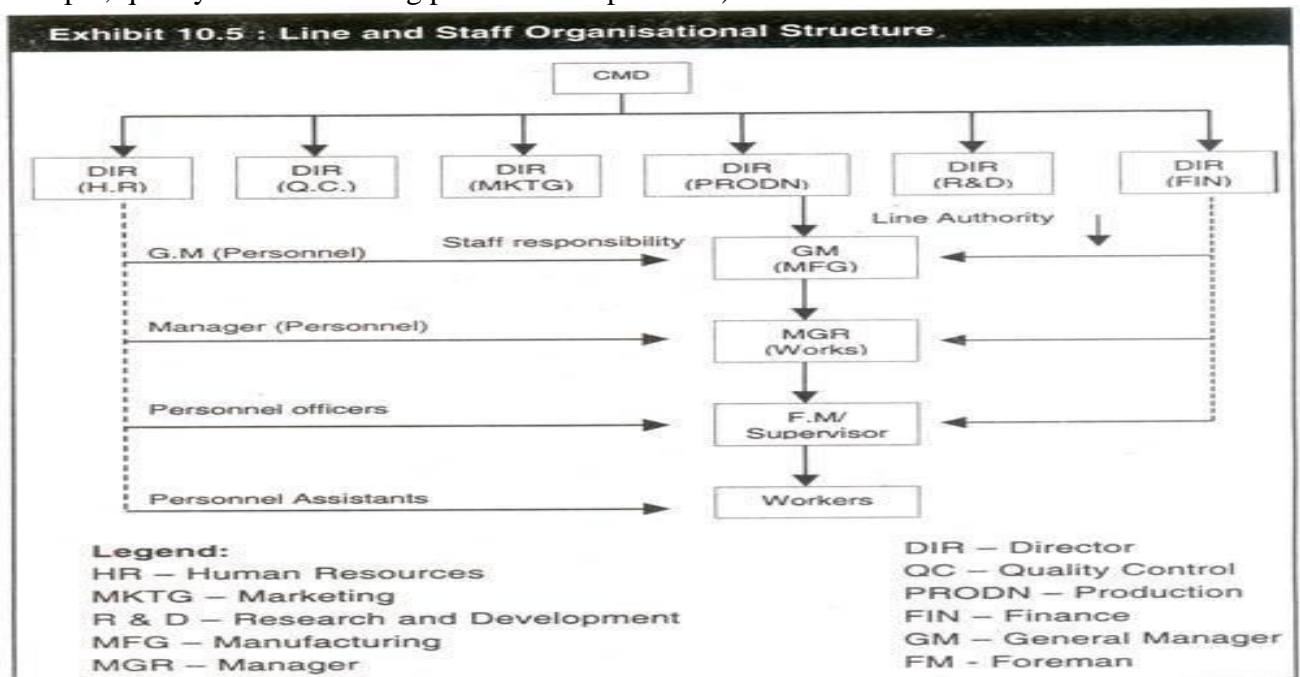 Exhibit 10.5 : Line and Staff Organisational Structure
CMD
DIR
(H.R)
DIR
(Q.C.)
DIR
(MKTG)
DIR
(PRODN)
DIR
(R&D)
DIR
(FIN)
Line Authority
G.M (Personnel)
Staff responsibility
GM
(MFG)
Manager (Personnel)
MGR
(Works)
Personnel officers
F.M/
Supervisor
Personnel Assistants
Workers
Legend:
HR – Human Resources
MKTG – Marketing
R & D – Research and Development
MFG – Manufacturing
MGR – Manager
DIR – Director
QC – Quality Control
PRODN – Production
FIN – Finance
GM – General Manager
FM - Foreman